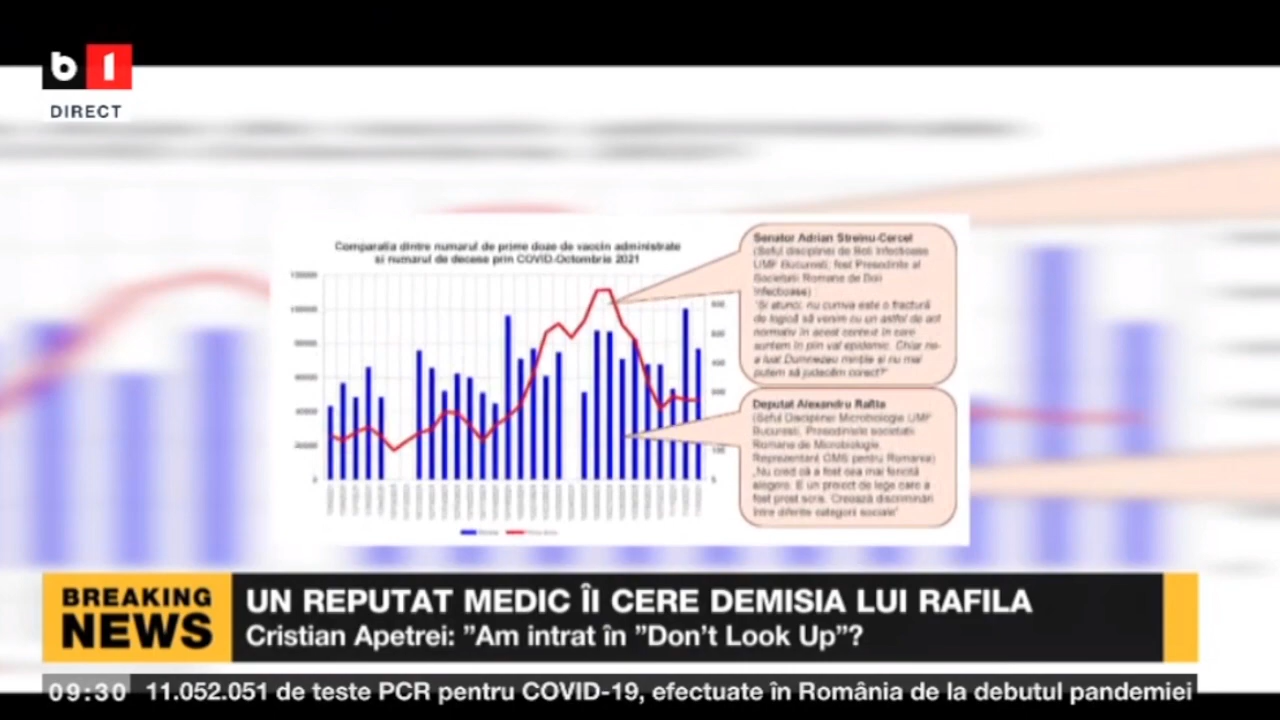 b 1
DIRECT
Comparatia dintre numarul de prime doze de vaccin administrate
si numarul de decese prin COVID-Octombrie 2021
Senator Adrian Streinu-Cercel
(Seful disciplinei de Boli Infectioase
UMF Bucuresti, fost Presedinte al
Societatii Romane de Boli
Infectioase)
"Si atunci, nu cumva este o fractură
de logică să venim cu un astfel de act
normativ în acest context în care
suntem în plin val epidemic. Chiar ne-
a luat Dumnezeu mintile si nu mai
putem să judecăm corect?"
Deputat Alexandru Rafila
(Seful Disciplinei Microbiologie UMF
Bucuresti, Presedintele societatii
Romane de Microbiologie,
Reprezentant OMS pentru Romania)
„Nu cred că a fost cea mai fericită
alegere. E un proiect de lege care a
fost prost scris. Creează discriminări
între diferite categorii sociale"
BREAKING
NEWS
UN REPUTAT MEDIC ÎI CERE DEMISIA LUI RAFILA
Cristian Apetrei: ”Am intrat în ”Don't Look Up”?
09:30 11.052.051 de teste PCR pentru COVID-19, efectuate în România de la debutul pandemiei